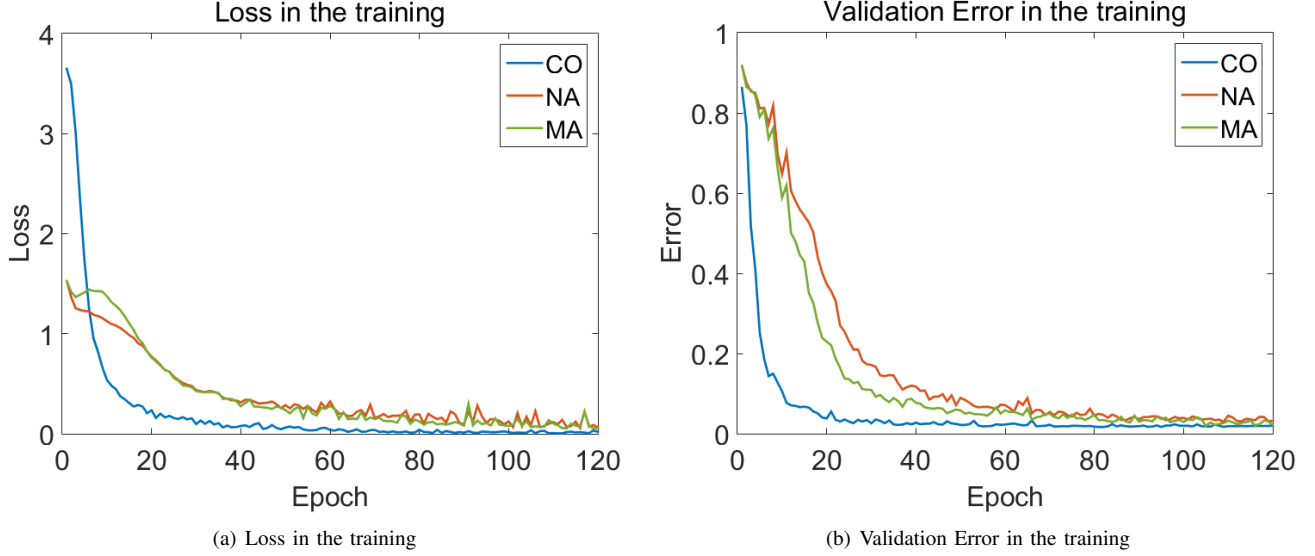 Loss in the training
4
3
2
1
0
Loss
0 20 40 60 80 100 120
Epoch
CO
NA
MA
(a) Loss in the training
Validation Error in the training
1
0.8
0.6
0.4
0.2
0
Error
0 20 40 60 80 100 120
Epoch
CO
NA
MA
(b) Validation Error in the training